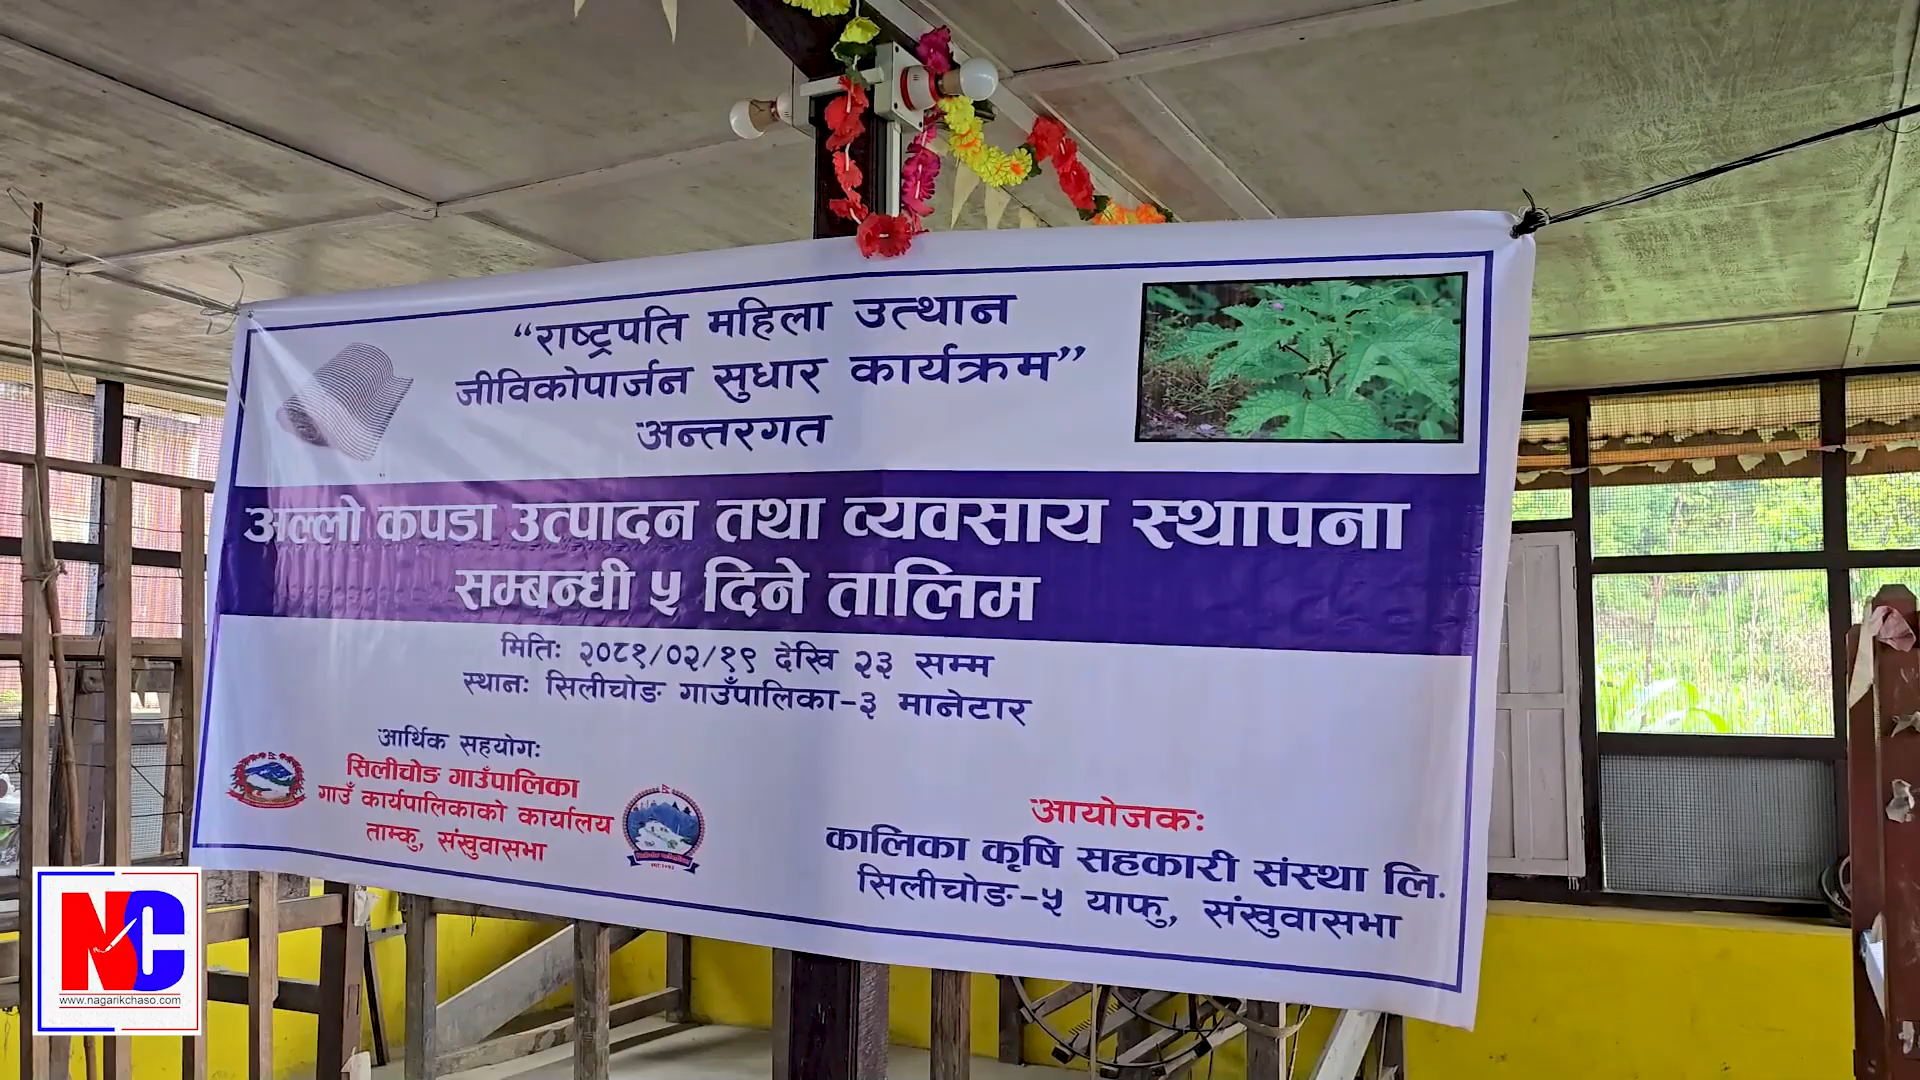 “राष्ट्रपति महिला उत्थान
जीविकोपार्जन सुधार कार्यक्रम”
अन्तरगत
अल्लो कपडा उत्पादन तथा व्यवसाय स्थापना
सम्बन्धी ५ दिने तालिम
मितिः २०८१/०२/१९ देखि २३ सम्म
स्थानः सिलीचोङ गाउँपालिका-३ मानेटार
आर्थिक सहयोगः
सिलीचोङ गाउँपालिका
गाउँ कार्यपालिकाको कार्यालय
ताम्कु, संखुवासभा
आयोजकः
कालिका कृषि सहकारी संस्था लि.
सिलीचोङ-५ याफु, संखुवासभा
NC
www.nagarikchaso.com